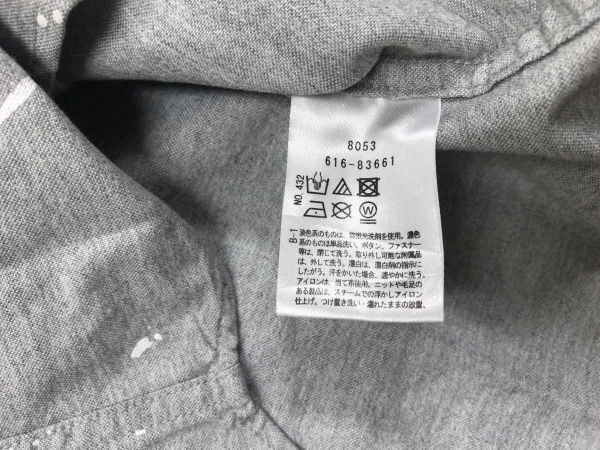 8053
616-83661
NO. 432
W
B-1
淡色系のものは、無蛍光洗剤を使用。濃色
系のものは単品洗い、ボタン、ファスナー
等は、閉じて洗う。取り外し可能な附属品
は、外して洗う。漂白は、漂白剤の指示に
したがう。汗をかいた場合、速やかに洗う。
アイロンは、当て布使用。ニットや毛足の
ある製品は、スチームでの浮かしアイロン
仕上げ。つけ置き洗い・濡れたままの放置、